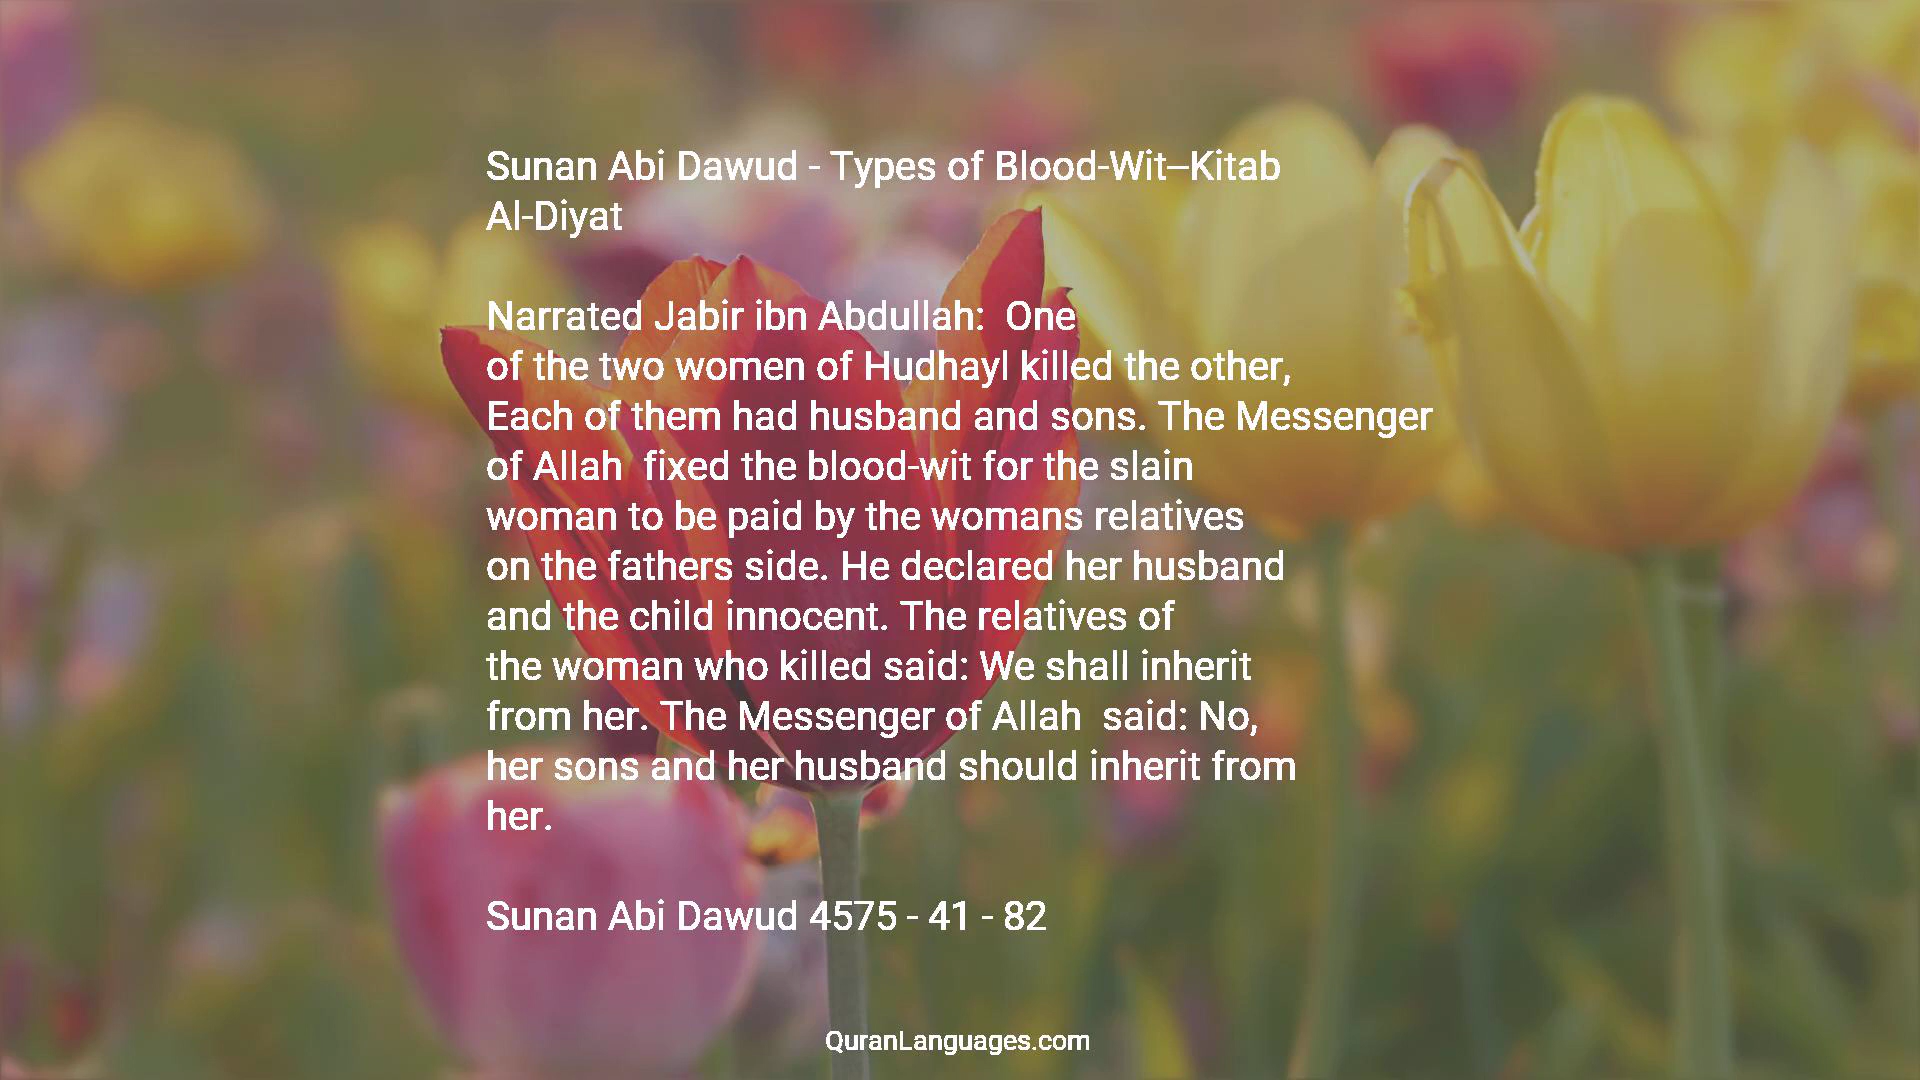 Sunan Abi Dawud - Types of Blood-Wit–Kitab
Al-Diyat
Narrated Jabir ibn Abdullah:  One
of the two women of Hudhayl killed the other,
Each of them had husband and sons. The Messenger
of Allah  fixed the blood-wit for the slain
woman to be paid by the womans relatives
on the fathers side. He declared her husband
and the child innocent. The relatives of
the woman who killed said: We shall inherit
from her. The Messenger of Allah  said: No,
her sons and her husband should inherit from
her.
Sunan Abi Dawud 4575 - 41 - 82
QuranLanguages.com